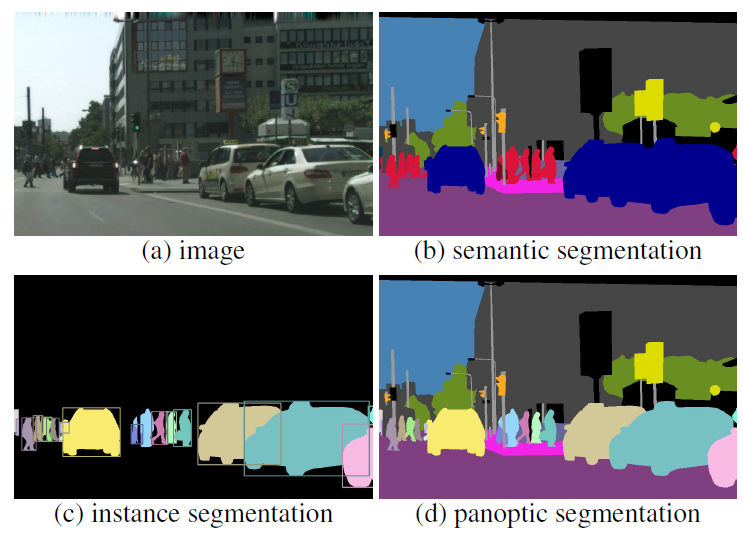 S
U
(a) image
(b) semantic segmentation
(c) instance segmentation
(d) panoptic segmentation